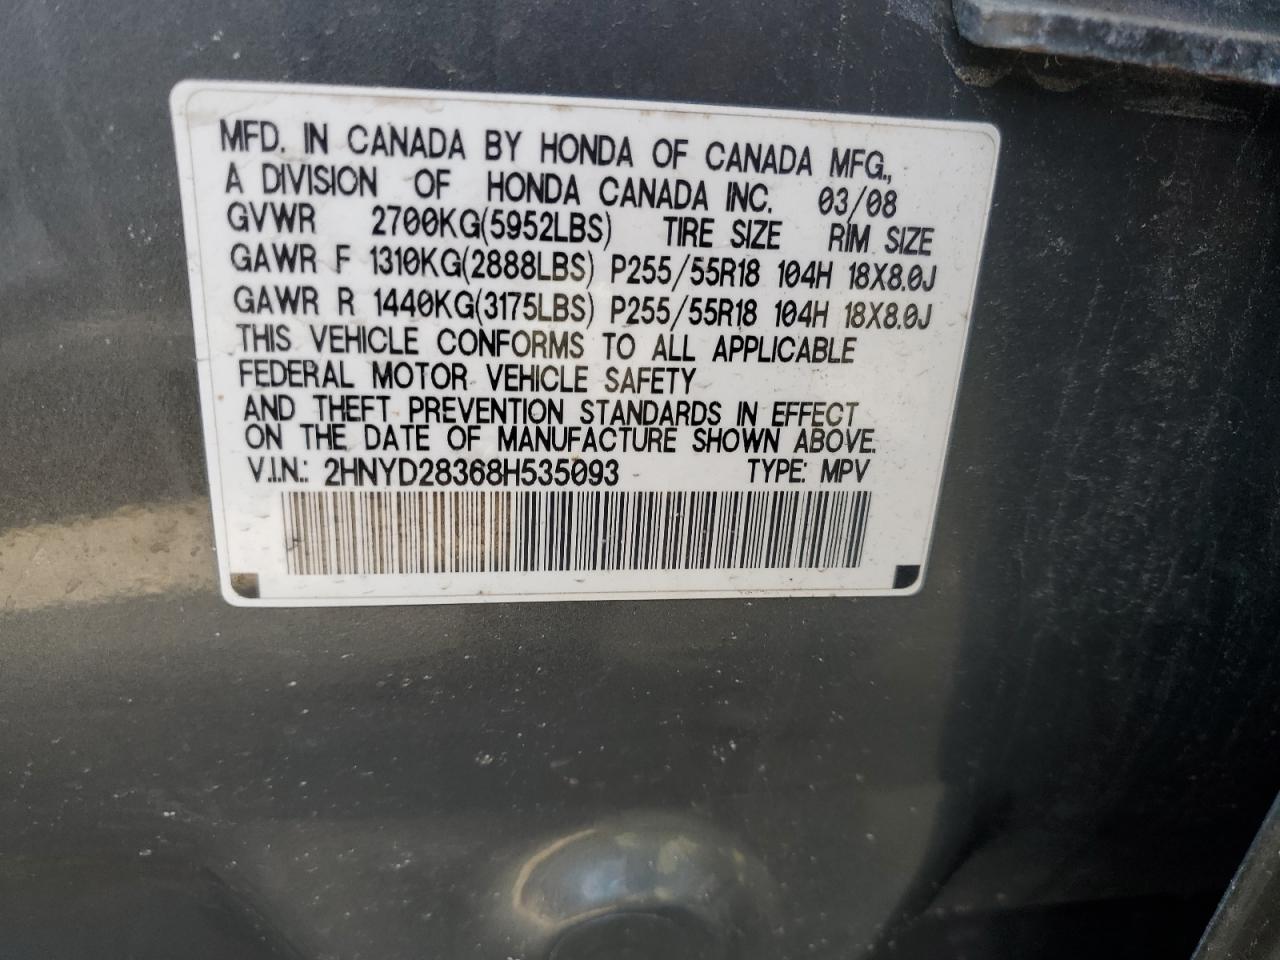 MFD. IN CANADA BY HONDA OF CANADA MFG.,
A DIVISION OF HONDA CANADA INC. 03/08
GVWR 2700KG(5952LBS) TIRE SIZE RIM SIZE
GAWR F 1310KG(2888LBS) P255/55R18 104H 18X8.0J
GAWR R 1440KG(3175LBS) P255/55R18 104H 18X8.0J
THIS VEHICLE CONFORMS TO ALL APPLICABLE
FEDERAL MOTOR VEHICLE SAFETY
AND THEFT PREVENTION STANDARDS IN EFFECT
ON THE DATE OF MANUFACTURE SHOWN ABOVE.
V.I.N.: 2HNYD28368H535093 TYPE: MPV